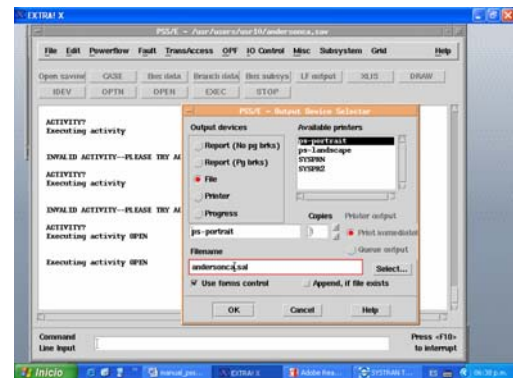 EXTRA! X
PSS/E - /usr/users/usr10/andersonca.sav
File Edit Powerflow Fault TransAccess OPF IO Control Misc Subsystem Grid Help
Open savine CASE Bus data Branch data Bus subsys LF output XLIS DRAW
IDEV OPTN OPEN EXEC STOP
ACTIVITY?
Executing activity
INVALID ACTIVITY--PLEASE TRY AG
ACTIVITY?
Executing activity
INVALID ACTIVITY--PLEASE TRY AG
ACTIVITY?
Executing activity OPEN
Executing activity OPEN
PSS/E - Output Device Selector
Output devices
Report (No pg brks)
Report (Pg brks)
File
Printer
Progress
Available printers
ps-portrait
ps-landscape
SYSPRN
SYSPR2
Copies Printer output
ps-portrait
Print immediatel
Queue output
Filename
andersonca.sal
Select...
Use forms control
Append, if file exists
OK Cancel Help
Command
Line Input
Press <F10>
to interrupt
Inicio
manual_pss...
EXTRA! X
Adobe Rea...
SYSTRAN T...
ES
06:38 p.m.